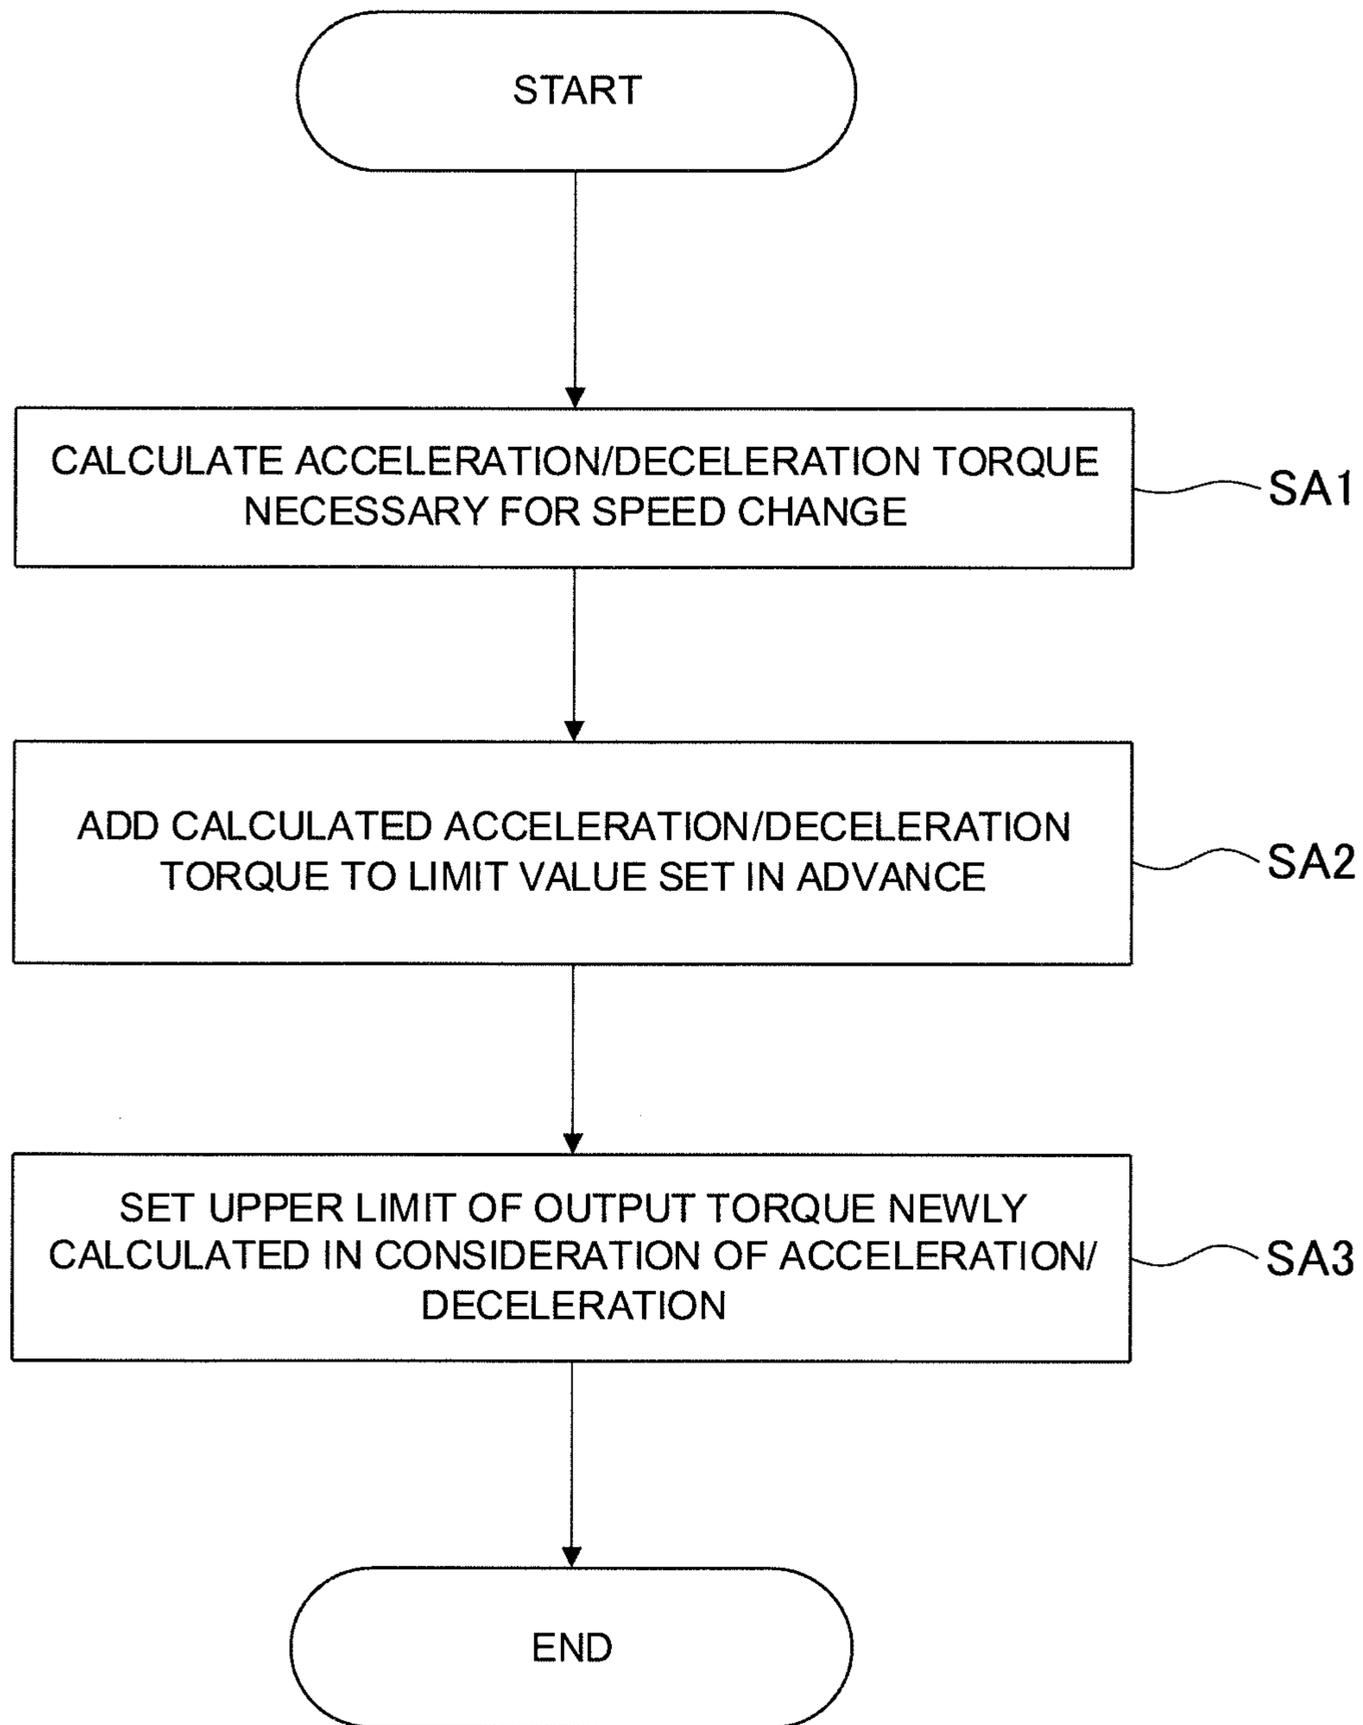 START
CALCULATE ACCELERATION/DECELERATION TORQUE
NECESSARY FOR SPEED CHANGE
SA1
ADD CALCULATED ACCELERATION/DECELERATION
TORQUE TO LIMIT VALUE SET IN ADVANCE
SA2
SET UPPER LIMIT OF OUTPUT TORQUE NEWLY
CALCULATED IN CONSIDERATION OF ACCELERATION/
DECELERATION
SA3
END